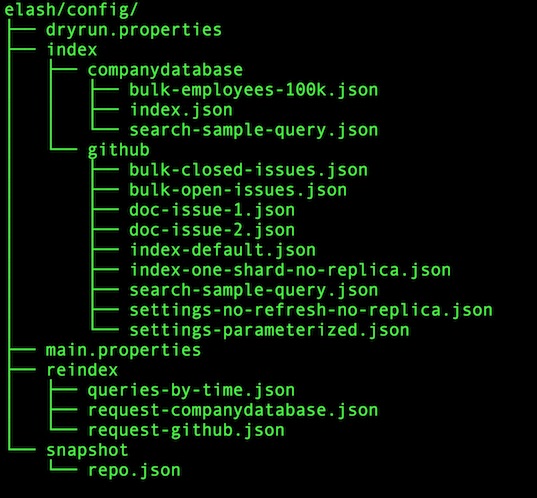 elash/config/
├── dryrun.properties
├── index
│   ├── companydatabase
│   │   ├── bulk-employees-100k.json
│   │   ├── index.json
│   │   └── search-sample-query.json
│   └── github
│       ├── bulk-closed-issues.json
│       ├── bulk-open-issues.json
│       ├── doc-issue-1.json
│       ├── doc-issue-2.json
│       ├── index-default.json
│       ├── index-one-shard-no-replica.json
│       ├── search-sample-query.json
│       ├── settings-no-refresh-no-replica.json
│       └── settings-parameterized.json
├── main.properties
├── reindex
│   ├── queries-by-time.json
│   ├── request-companydatabase.json
│   └── request-github.json
└── snapshot
    └── repo.json